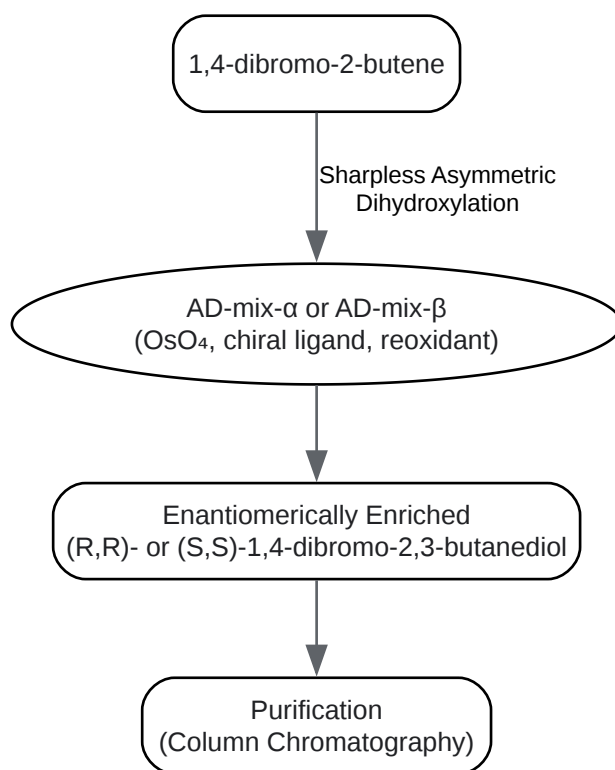 1,4-dibromo-2-butene
Sharpless Asymmetric
Dihydroxylation
AD-mix-α or AD-mix-β
(OsO₄, chiral ligand, reoxidant)
Enantiomerically Enriched
(R,R)- or (S,S)-1,4-dibromo-2,3-butanediol
Purification
(Column Chromatography)